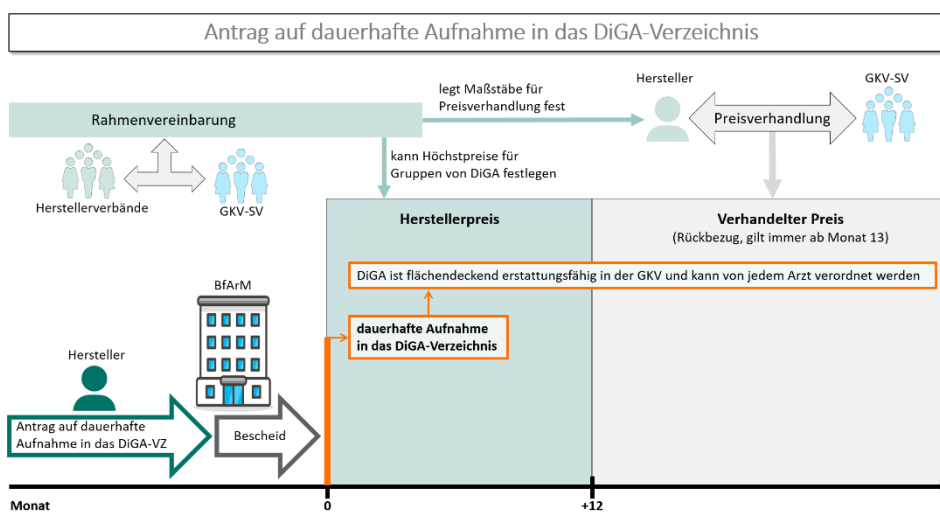 Antrag auf dauerhafte Aufnahme in das DiGA-Verzeichnis
legt Maßstäbe für
Preisverhandlung fest
Hersteller
GKV-SV
Rahmenvereinbarung
Preisverhandlung
kann Höchstpreise für
Gruppen von DiGA festlegen
Herstellerverbände
GKV-SV
Herstellerpreis
Verhandelter Preis
(Rückbezug, gilt immer ab Monat 13)
DiGA ist flächendeckend erstattungsfähig in der GKV und kann von jedem Arzt verordnet werden
BfArM
dauerhafte Aufnahme
in das DiGA-Verzeichnis
Hersteller
Antrag auf dauerhafte
Aufnahme in das DiGA-VZ
Bescheid
Monat
0
+12